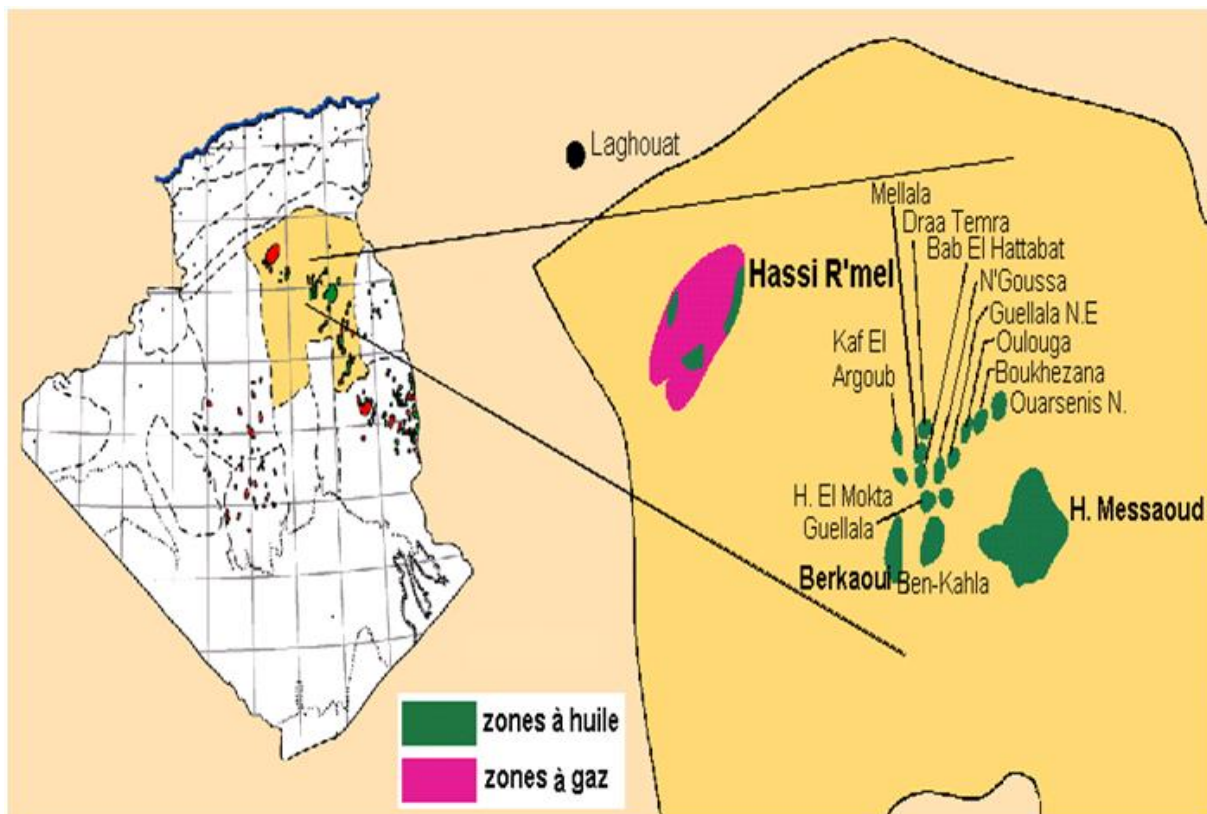 Laghouat
Mellala
Draa Temra
Bab El Hattabat
Hassi R'mel
N'Goussa
Guellala N.E
Kaf El
Argoub
Oulouga
Boukhezana
Ouarsenis N.
H. El Mokta
Guellala
H. Messaoud
Berkaoui Ben-Kahla
zones à huile
zones à gaz